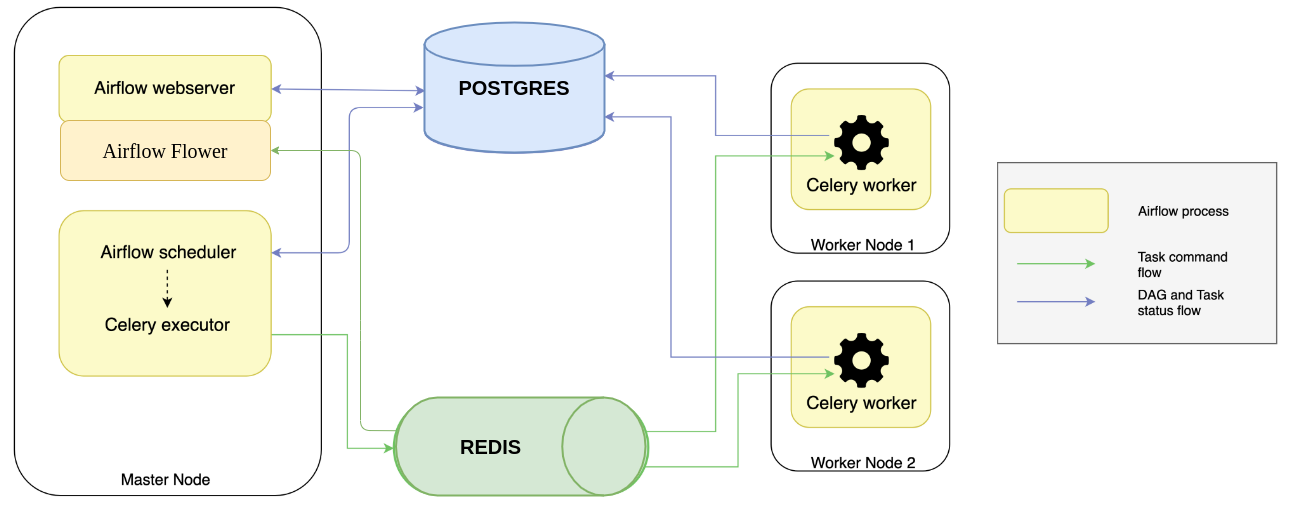 Airflow webserver
Airflow Flower
Airflow scheduler
Celery executor
Master Node
POSTGRES
REDIS
Celery worker
Worker Node 1
Celery worker
Worker Node 2
Airflow process
Task command
flow
DAG and Task
status flow